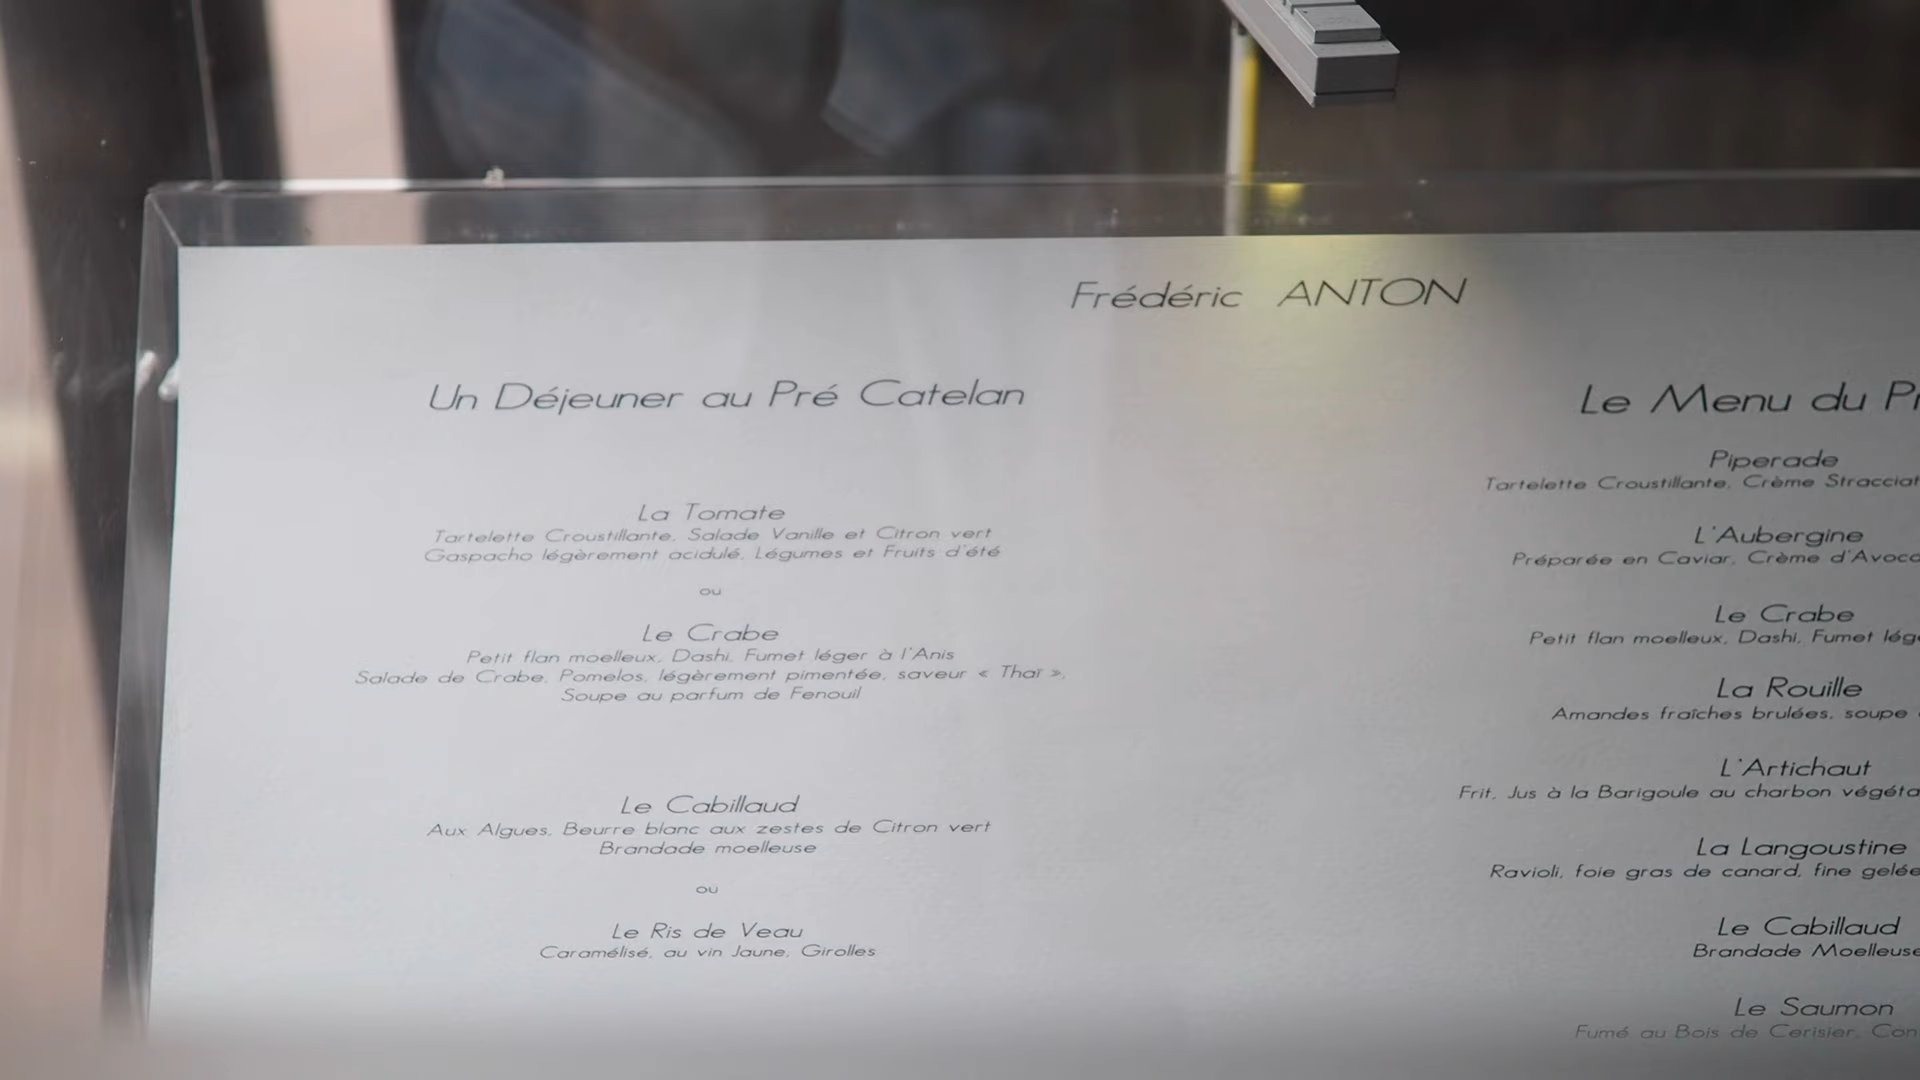 Frédéric ANTON
Un Déjeuner au Pré Catelan
La Tomate
Tartelette Croustillante, Salade Vanille et Citron vert
Gaspacho légèrement acidulé, Légumes et Fruits d'été
ou
Le Crabe
Petit flan moelleux, Dashi, Fumet léger à l'Anis
Salade de Crabe, Pomelos, légèrement pimentée, saveur « Thaï »,
Soupe au parfum de Fenouil
Le Cabillaud
Aux Algues, Beurre blanc aux zestes de Citron vert
Brandade moelleuse
ou
Le Ris de Veau
Caramélisé, au vin Jaune, Girolles
Le Menu du
Piperade
Tartelette Croustillante, Crème
L'Aubergine
Préparée en Caviar, Crème
Le Crabe
Petit flan moelleux, Dashi, Fumet
La Rouille
Amandes fraîches brulées, soupe
L'Artichaut
Frit, Jus à la Barigoule au charbon
La Langoustine
Ravioli, foie gras de canard, fine
Le Cabillaud
Brandade Moelleuse
Le Saumon
Fumé au Bois de Cerisier,